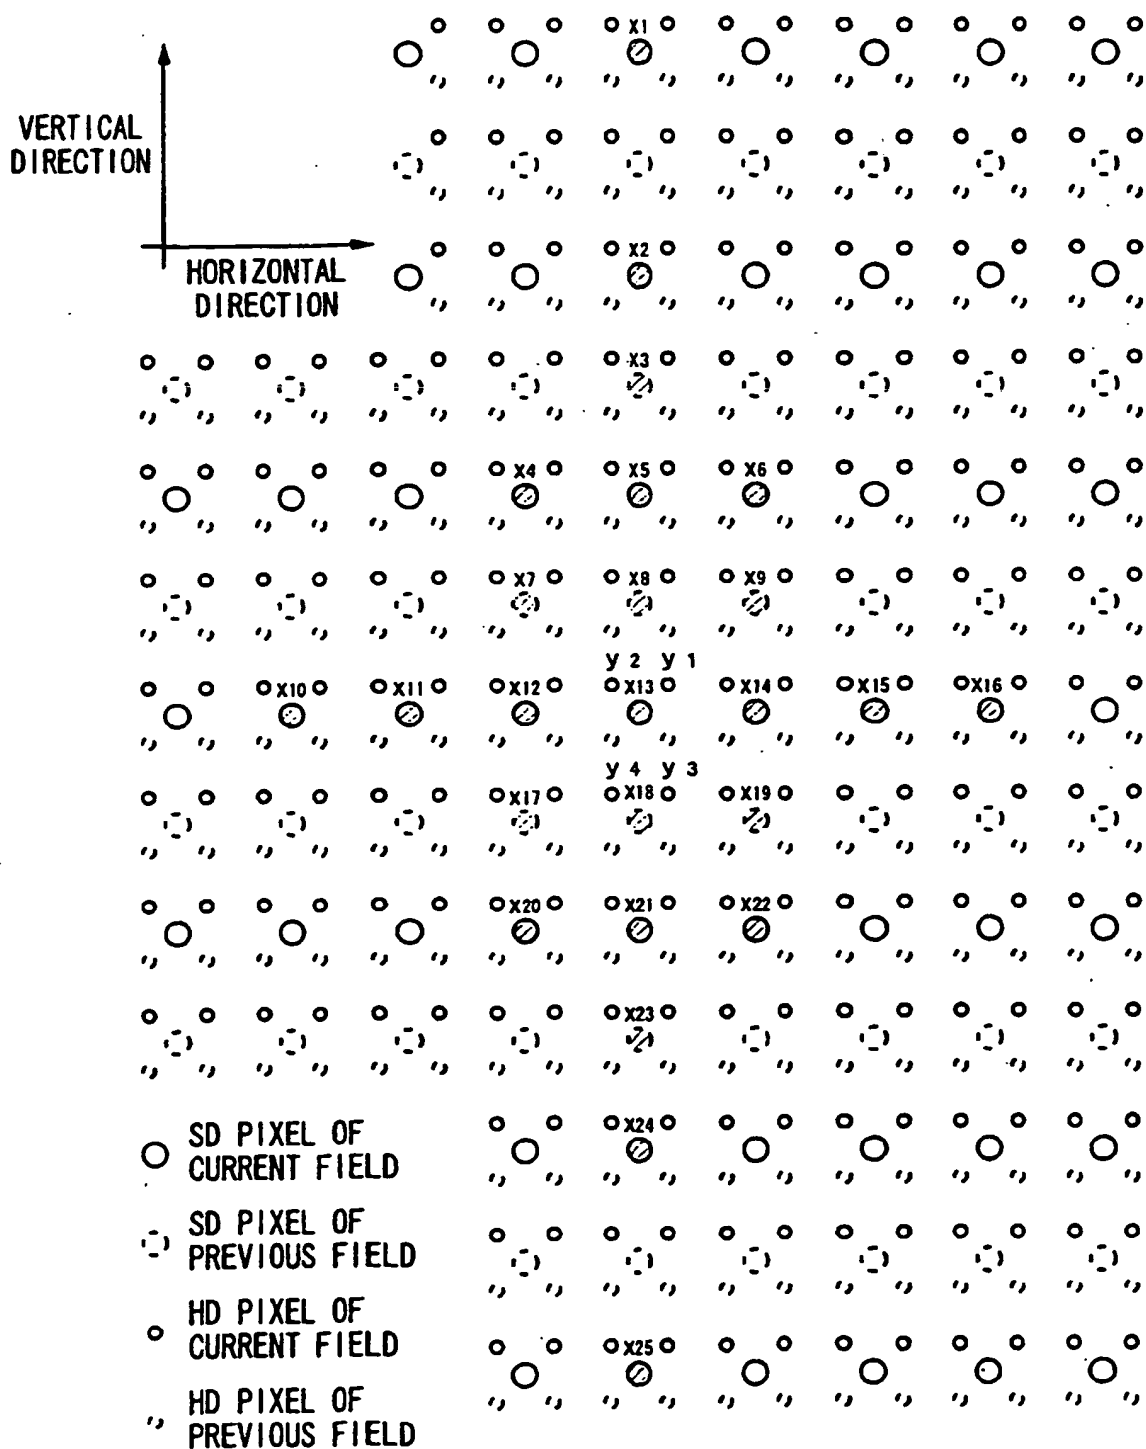 X1
VERTICAL
DIRECTION
X2
HORIZONTAL
DIRECTION
X3
X4 X5 X6
X7 X8 X9
y 2 y 1
X10 X11 X12 X13 X14 X15 X16
y 4 y 3
X17 X18 X19
X20 X21 X22
X23
X24
SD PIXEL OF
CURRENT FIELD
SD PIXEL OF
PREVIOUS FIELD
HD PIXEL OF
CURRENT FIELD
X25
HD PIXEL OF
PREVIOUS FIELD